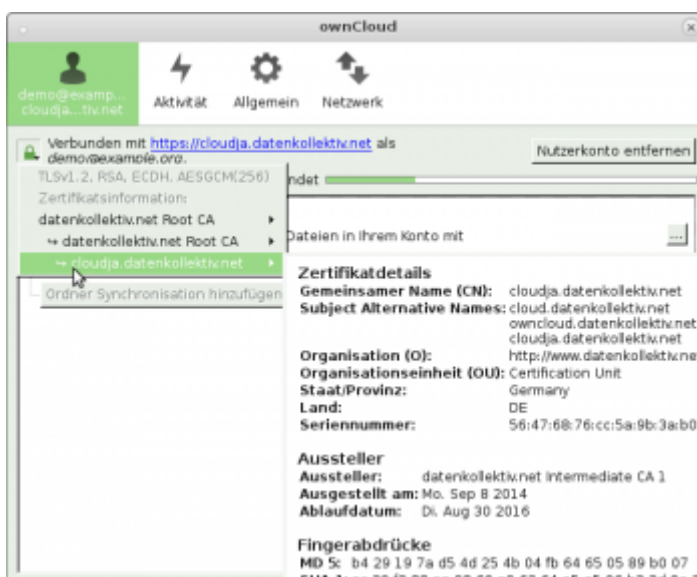 ownCloud
demo@examp...
cloudja...tiv.net
Aktivität
Allgemein
Netzwerk
Verbunden mit https://cloudja.datenkollektiv.net als
demo@example.org.
Nutzerkonto entfernen
TLSv1.2, RSA, ECDH, AESGCM(256)
ndet
Zertifikatsinformation:
datenkollektiv.net Root CA
↪ datenkollektiv.net Root CA
Dateien in Ihrem Konto mit
...
↪ cloudja.datenkollektiv.net
Ordner Synchronisation hinzufügen
Zertifikatdetails
Gemeinsamer Name (CN): cloudja.datenkollektiv.net
Subject Alternative Names: cloud.datenkollektiv.net
owncloud.datenkollektiv.net
cloudja.datenkollektiv.net
Organisation (O): http://www.datenkollektiv.ne
Organisationseinheit (OU): Certification Unit
Staat/Provinz: Germany
Land: DE
Seriennummer: 56:47:68:76:cc:5a:9b:3a:b0
Aussteller
Aussteller: datenkollektiv.net Intermediate CA 1
Ausgestellt am: Mo. Sep 8 2014
Ablaufdatum: Di. Aug 30 2016
Fingerabdrücke
MD 5: b4 29 19 7a d5 4d 25 4b 04 fb 64 65 05 89 b0 07